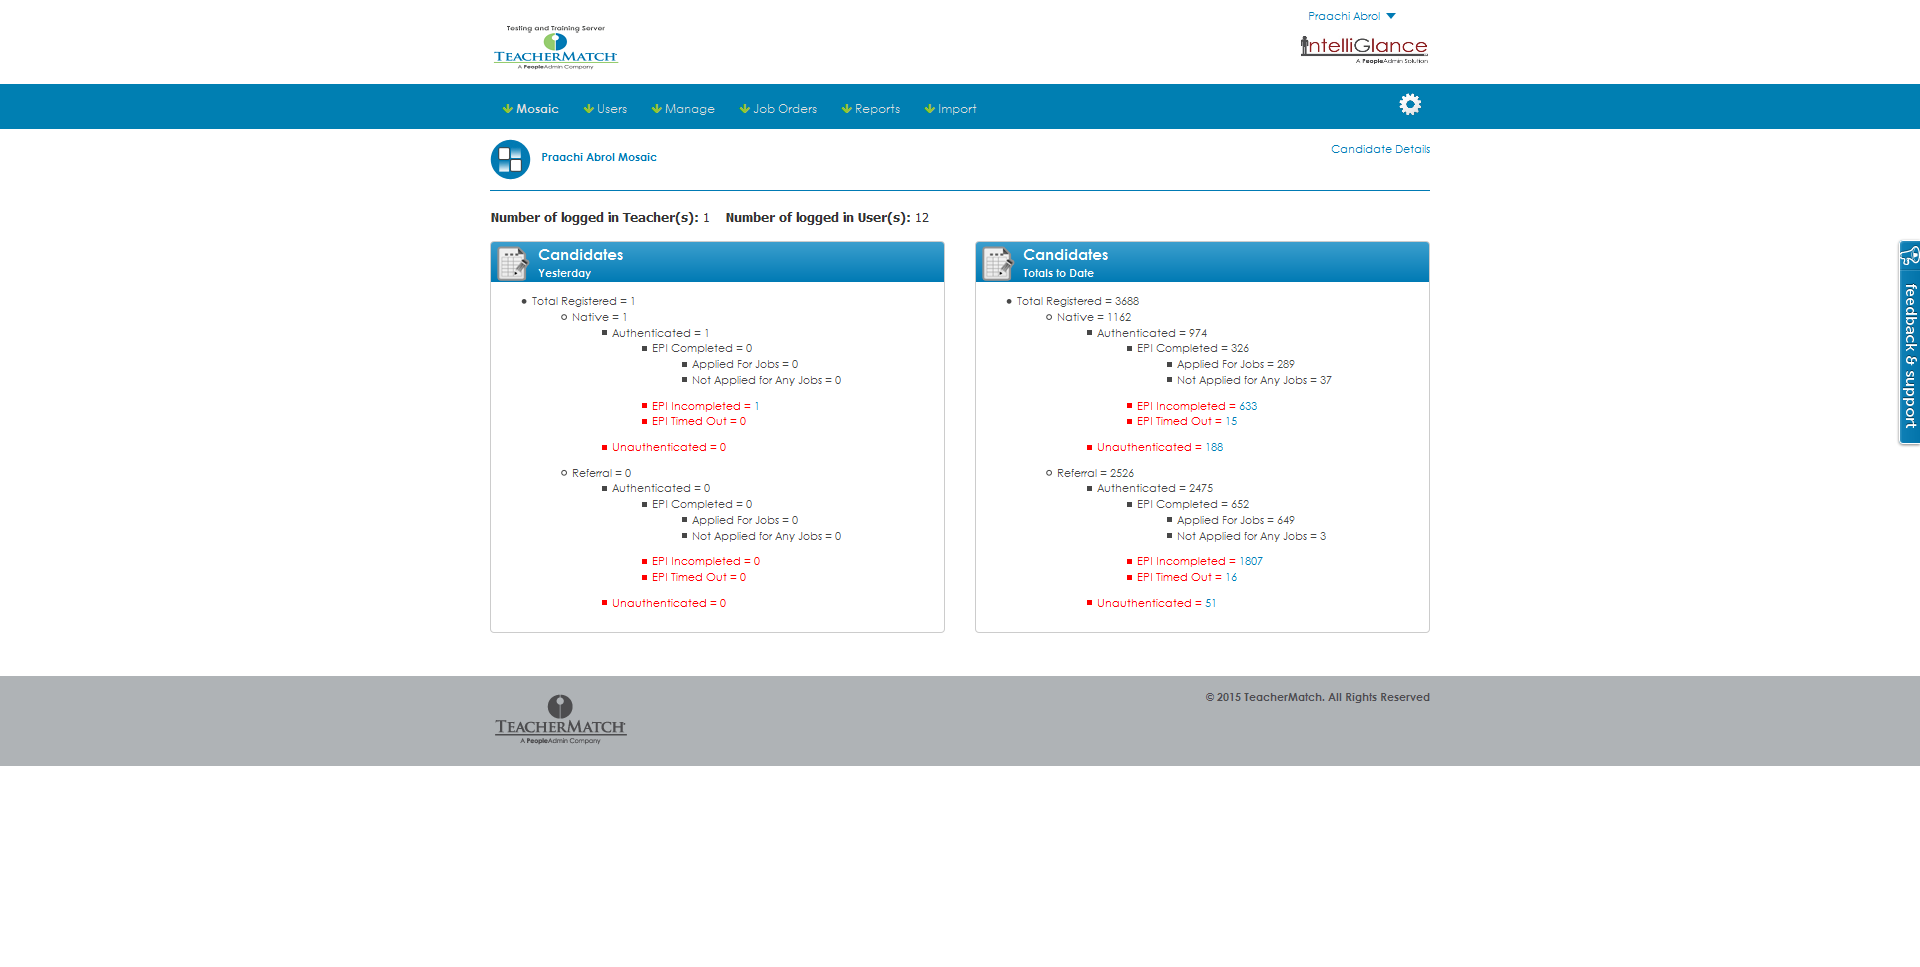 Testing and Training Server
TEACHERMATCH
A PeopleAdmin Company
Praachi Abrol
IntelliGlance
A PeopleAdmin Solution
Mosaic Users Manage Job Orders Reports Import
Praachi Abrol Mosaic
Candidate Details
Number of logged in Teacher(s): 1 Number of logged in User(s): 12
Candidates
Yesterday
Total Registered = 1
Native = 1
Authenticated = 1
EPI Completed = 0
Applied For Jobs = 0
Not Applied for Any Jobs = 0
EPI Incompleted = 1
EPI Timed Out = 0
Unauthenticated = 0
Referral = 0
Authenticated = 0
EPI Completed = 0
Applied For Jobs = 0
Not Applied for Any Jobs = 0
EPI Incompleted = 0
EPI Timed Out = 0
Unauthenticated = 0
Candidates
Totals to Date
Total Registered = 3688
Native = 1162
Authenticated = 974
EPI Completed = 326
Applied For Jobs = 289
Not Applied for Any Jobs = 37
EPI Incompleted = 633
EPI Timed Out = 15
Unauthenticated = 188
Referral = 2526
Authenticated = 2475
EPI Completed = 652
Applied For Jobs = 649
Not Applied for Any Jobs = 3
EPI Incompleted = 1807
EPI Timed Out = 16
Unauthenticated = 51
feedback & support
TEACHERMATCH
A PeopleAdmin Company
© 2015 TeacherMatch. All Rights Reserved